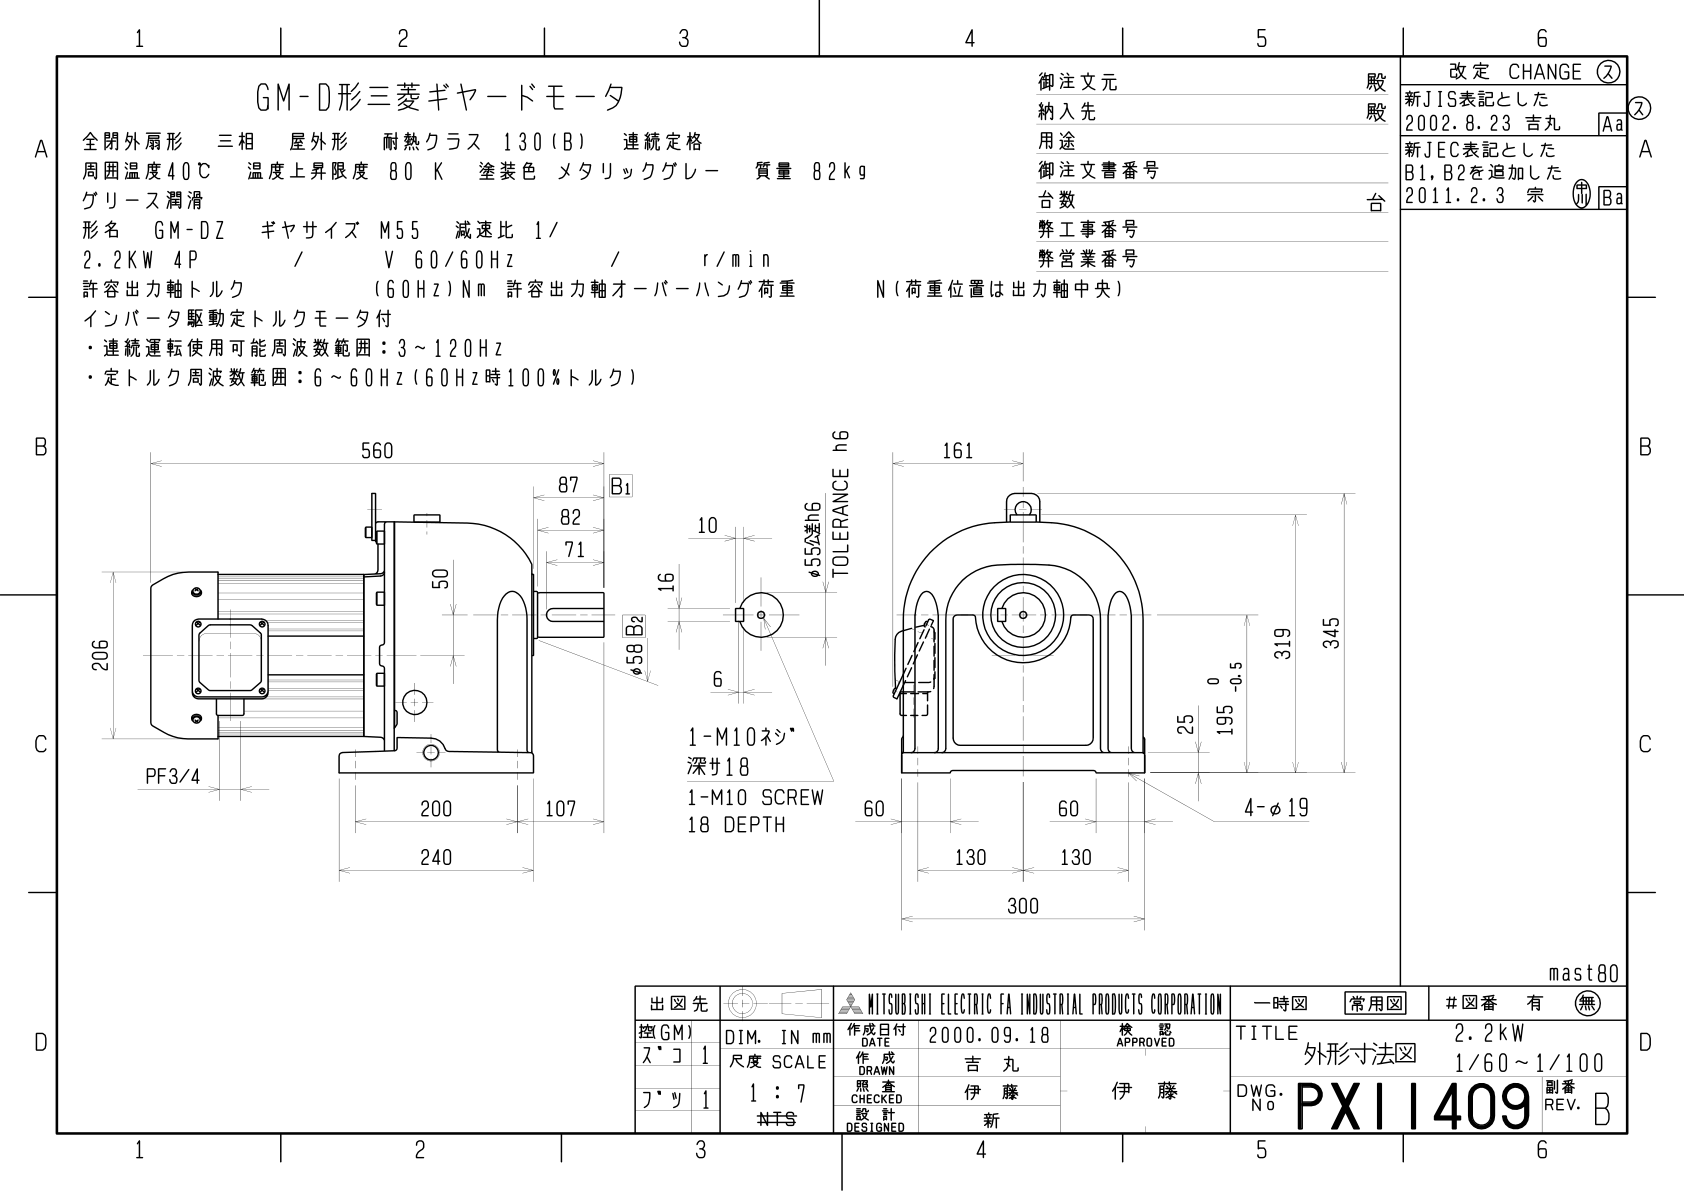 1 2 3 4 5 6
GM-D形三菱ギヤードモータ
全閉外扇形 三相 屋外形 耐熱クラス 130(B) 連続定格
周囲温度40℃ 温度上昇限度 80 K 塗装色 メタリックグレー 質量 82kg
グリース潤滑
形名 GM-DZ ギヤサイズ M55 減速比 1/
2.2KW 4P / V 60/60Hz / r/min
許容出力軸トルク (60Hz)Nm 許容出力軸オーバーハング荷重 N(荷重位置は出力軸中央)
インバータ駆動定トルクモータ付
・連続運転使用可能周波数範囲:3~120Hz
・定トルク周波数範囲:6~60Hz(60Hz時100%トルク)
御注文元 殿
納入先 殿
用途
御注文書番号
台数 台
弊工事番号
弊営業番号
改定 CHANGE ス
新JIS表記とした
2002.8.23 吉丸 Aa
ス
新JEC表記とした
B1,B2を追加した
2011.2.3 宗 Ba
A A
B B
C C
D D
560
87 B1
82
71
50
206
φ58 B2
PF3/4
200 107
240
10
16
6
φ55公差h6
TOLERANCE h6
1-M10ネジ
深サ18
1-M10 SCREW
18 DEPTH
161
319
345
195 0 -0.5
25
60 60
4-φ19
130 130
300
mast80
出図先
MITSUBISHI ELECTRIC FA INDUSTRIAL PRODUCTS CORPORATION
一時図 常用図 #図番 有 無
控(GM)
ズコ 1
ブツ 1
DIM. IN mm
尺度 SCALE
1 : 7
NTS
作成日付 DATE 2000.09.18
作成 DRAWN 吉丸
照査 CHECKED 伊藤
設計 DESIGNED 新
検認 APPROVED
伊藤
TITLE 2.2kW
外形寸法図 1/60~1/100
DWG. No PX11409 副番 REV. B
1 2 3 4 5 6